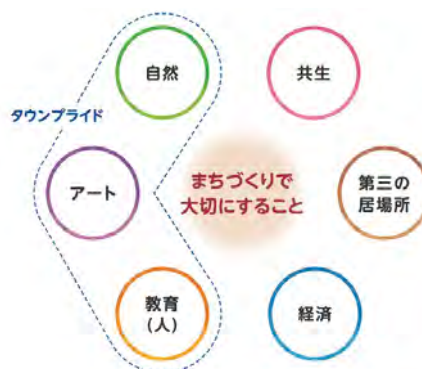 自然
共生
タウンプライド
アート
まちづくりで
大切にすること
第三の
居場所
教育
(人)
経済